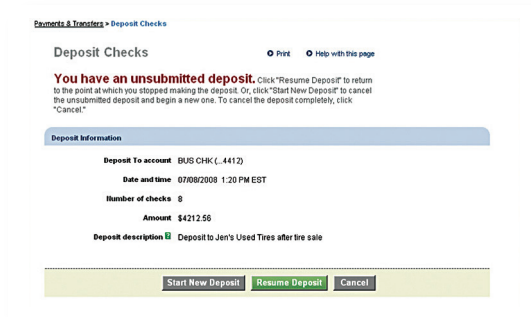 Payments & Transfers > Deposit Checks
Deposit Checks
Print
Help with this page
You have an unsubmitted deposit. Click "Resume Deposit" to return
to the point at which you stopped making the deposit. Or, click "Start New Deposit" to cancel
the unsubmitted deposit and begin a new one. To cancel the deposit completely, click
"Cancel."
Deposit Information
Deposit To account BUS CHK (...4412)
Date and time 07/08/2008 1:20 PM EST
Number of checks 8
Amount $4212.56
Deposit description ? Deposit to Jen's Used Tires after tire sale
Start New Deposit Resume Deposit Cancel